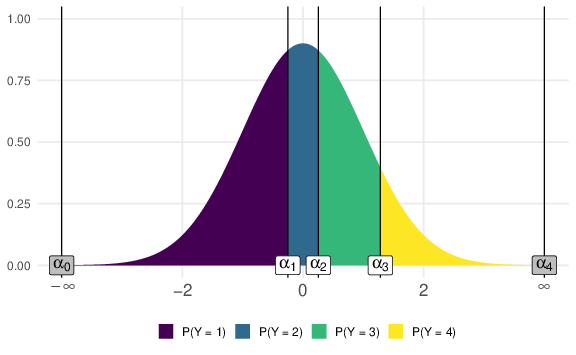 1.00
0.75
0.50
0.25
0.00
α0 α1 α2 α3 α4
−∞ −2 0 2 ∞
P(Y = 1) P(Y = 2) P(Y = 3) P(Y = 4)